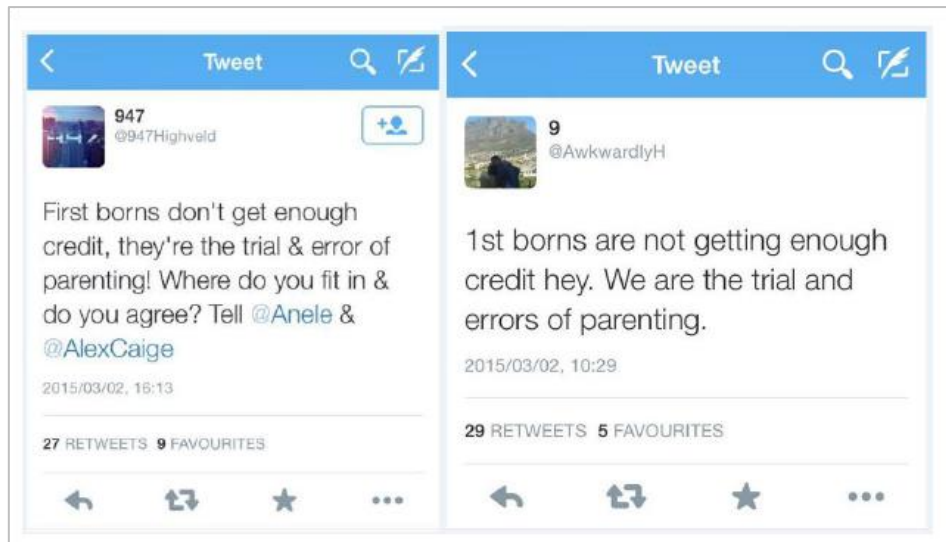 Tweet
947
@947Highveld
First borns don't get enough
credit, they're the trial & error of
parenting! Where do you fit in &
do you agree? Tell @Anele &
@AlexCaige
2015/03/02, 16:13
27 RETWEETS 9 FAVOURITES
Tweet
9
@AwkwardlyH
1st borns are not getting enough
credit hey. We are the trial and
errors of parenting.
2015/03/02, 10:29
29 RETWEETS 5 FAVOURITES